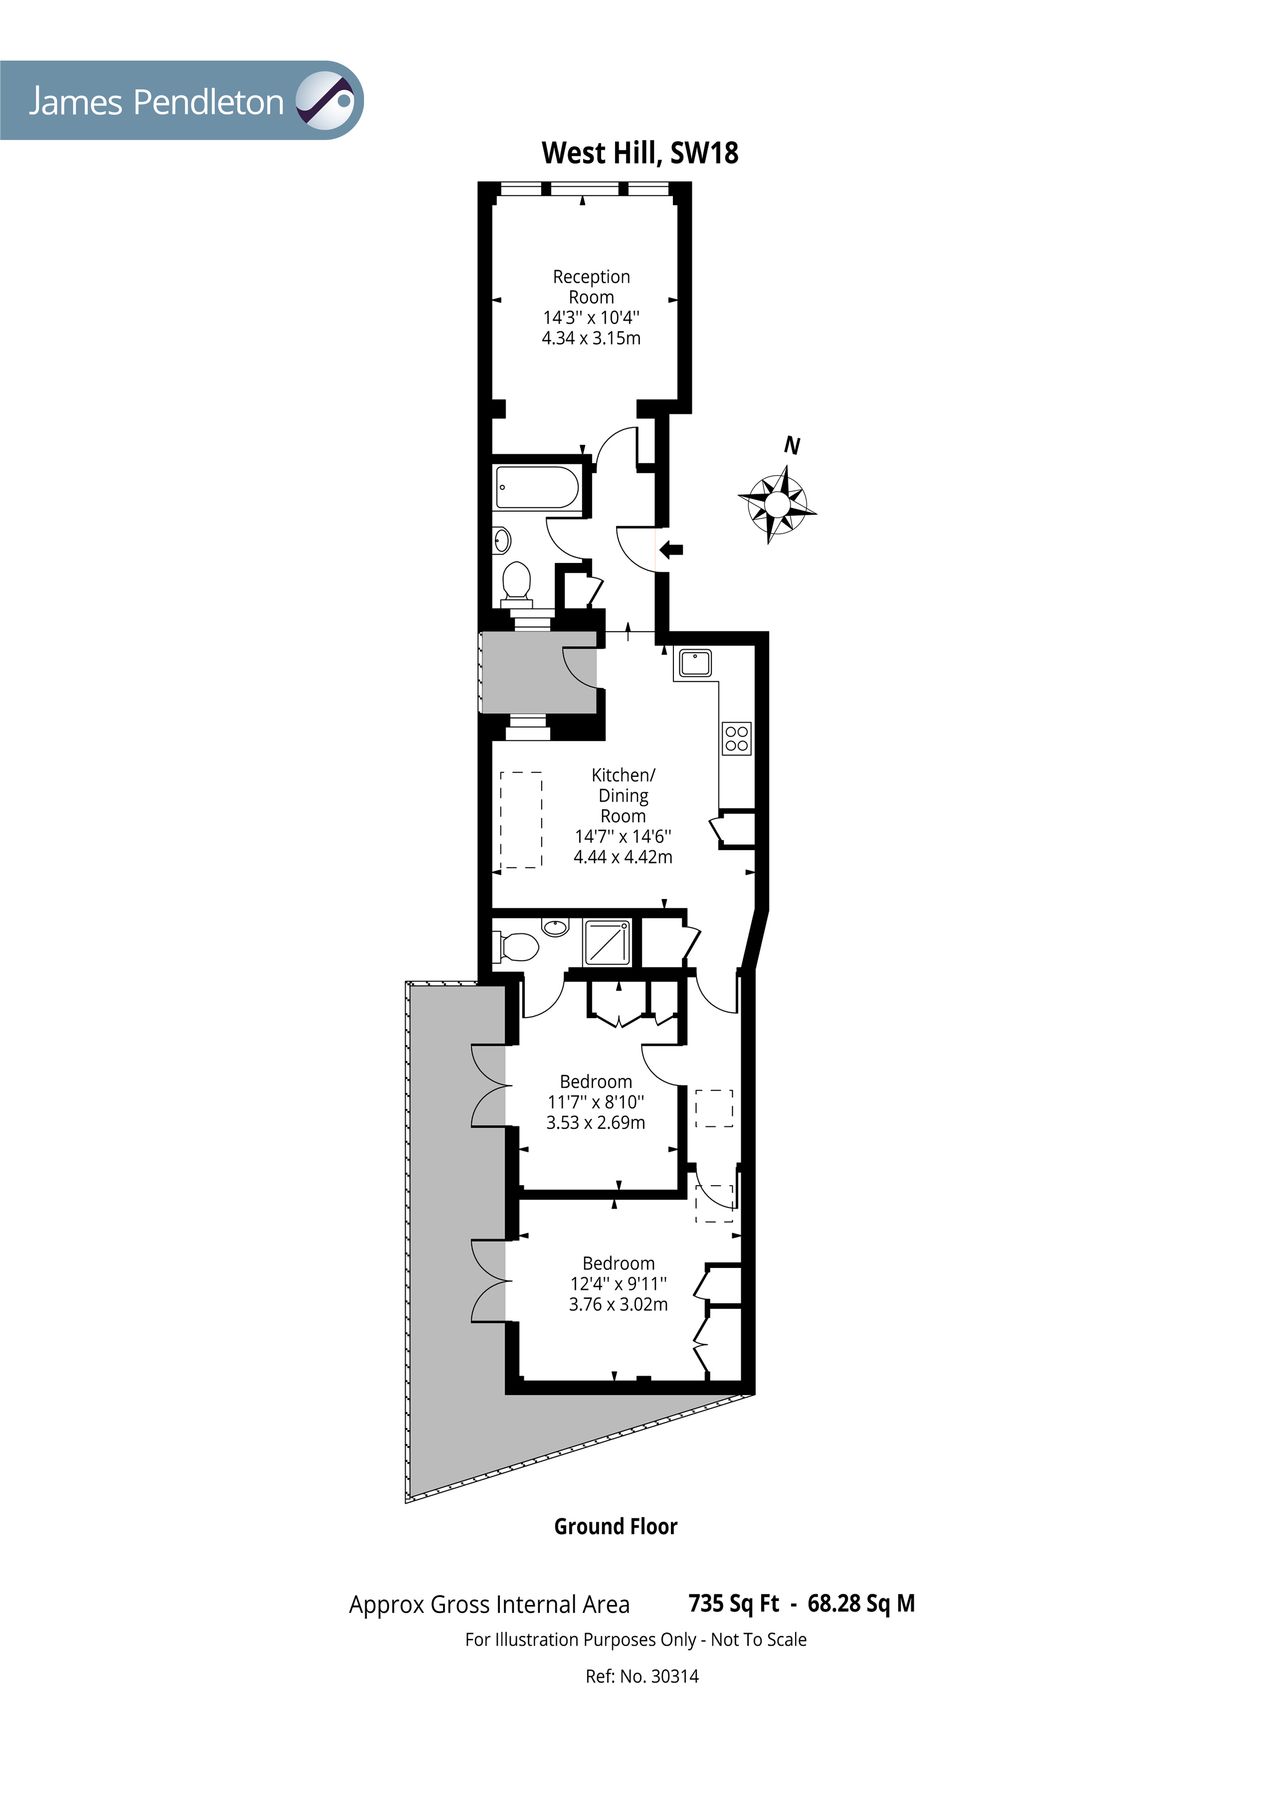 James Pendleton
West Hill, SW18
Reception
Room
14'3'' x 10'4''
4.34 x 3.15m
N
Kitchen/
Dining
Room
14'7'' x 14'6''
4.44 x 4.42m
Bedroom
11'7'' x 8'10''
3.53 x 2.69m
Bedroom
12'4'' x 9'11''
3.76 x 3.02m
Ground Floor
Approx Gross Internal Area 735 Sq Ft - 68.28 Sq M
For Illustration Purposes Only - Not To Scale
Ref: No. 30314